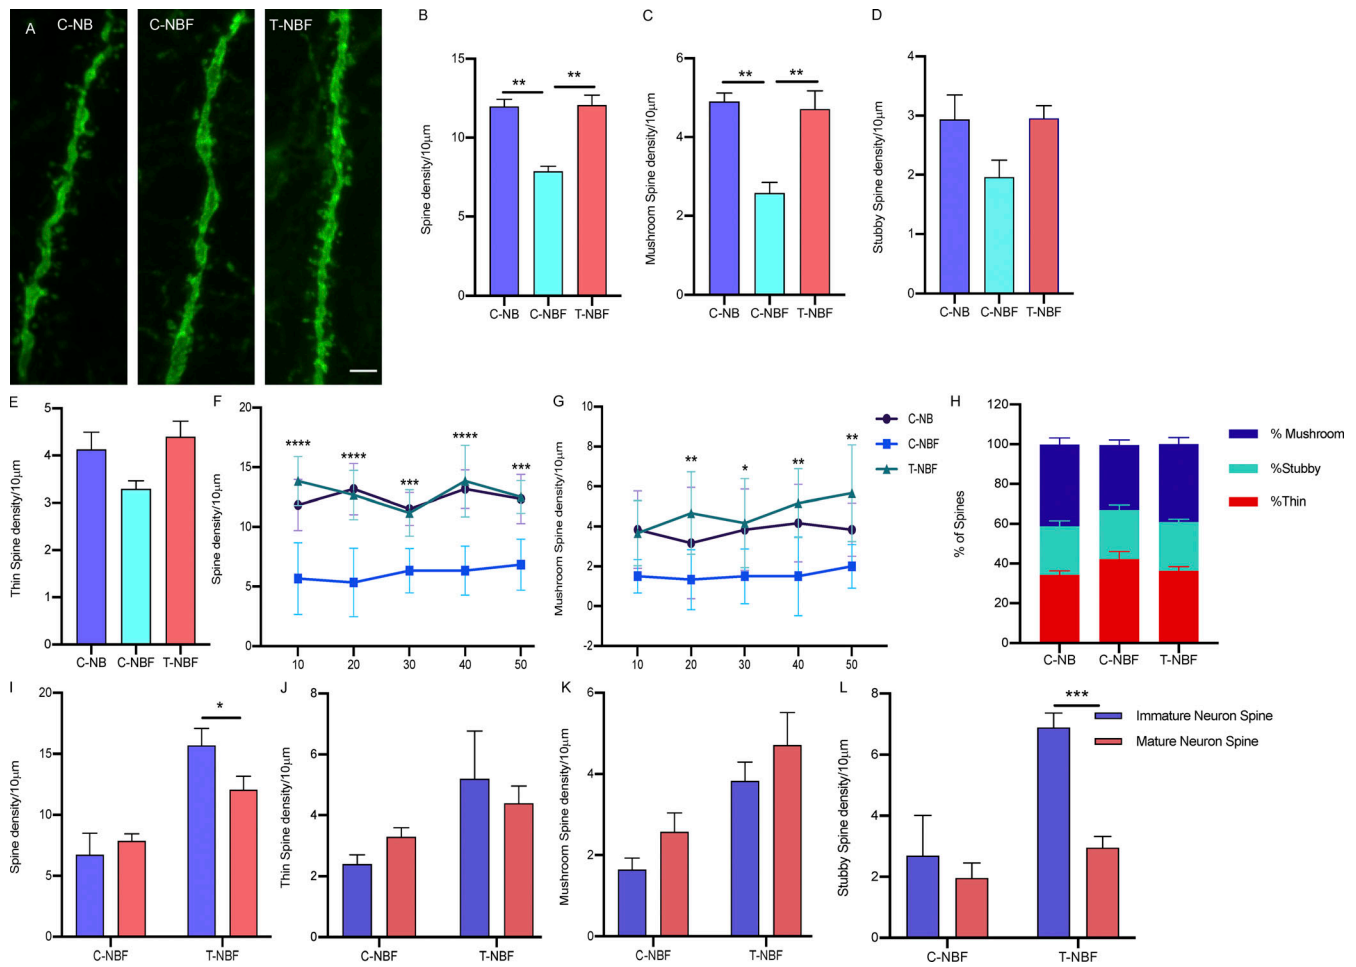 A C-NB C-NBF T-NBF
B
Spine density/10μm
15
10
5
0
** **
C-NB C-NBF T-NBF
C
Mushroom Spine density/10μm
6
4
2
0
** **
C-NB C-NBF T-NBF
D
Stubby Spine density/10μm
4
3
2
1
0
C-NB C-NBF T-NBF
E
Thin Spine density/10μm
5
4
3
2
1
0
C-NB C-NBF T-NBF
F
Spine density/10μm
20
15
10
5
0
**** **** *** **** ***
10 20 30 40 50
G
Mushroom Spine density/10μm
10
8
6
4
2
0
-2
** * ** **
10 20 30 40 50
C-NB
C-NBF
T-NBF
H
% of Spines
120
100
80
60
40
20
0
C-NB C-NBF T-NBF
% Mushroom
%Stubby
%Thin
I
Spine density/10μm
20
15
10
5
0
*
C-NBF T-NBF
J
Thin Spine density/10μm
8
6
4
2
0
C-NBF T-NBF
K
Mushroom Spine density/10μm
6
4
2
0
C-NBF T-NBF
L
Stubby Spine density/10μm
8
6
4
2
0
***
C-NBF T-NBF
Immature Neuron Spine
Mature Neuron Spine